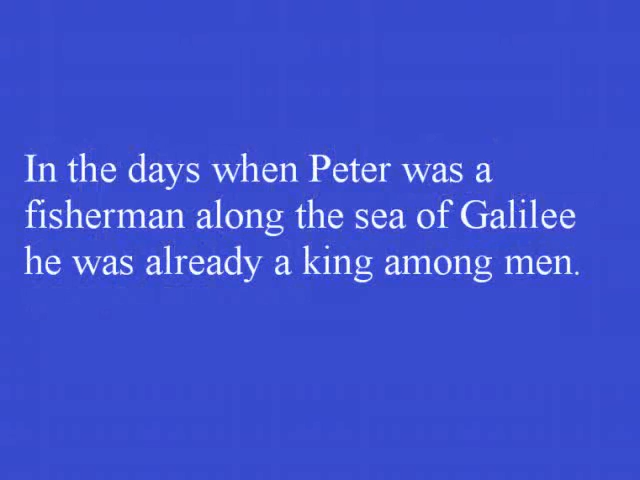 In the days when Peter was a
fisherman along the sea of Galilee
he was already a king among men.